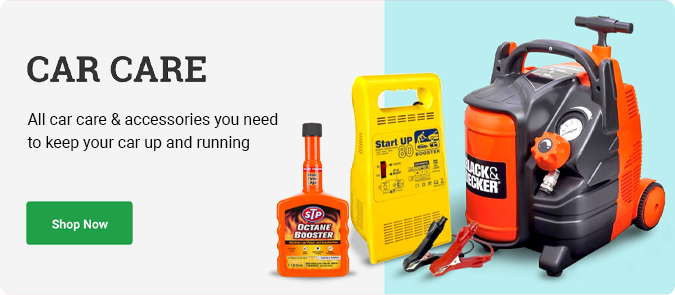 CAR CARE
All car care & accessories you need
to keep your car up and running
Shop Now
STP
OCTANE
BOOSTER
Start UP
80
BOOSTER
BLACK&
DECKER